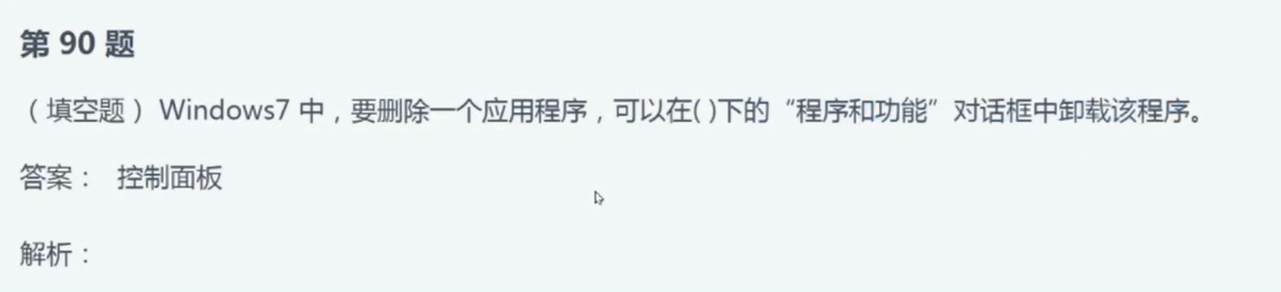 第 90 题
（ 填空题 ） Windows7 中，要删除一个应用程序，可以在( )下的“程序和功能”对话框中卸载该程序。
答案： 控制面板
解析：